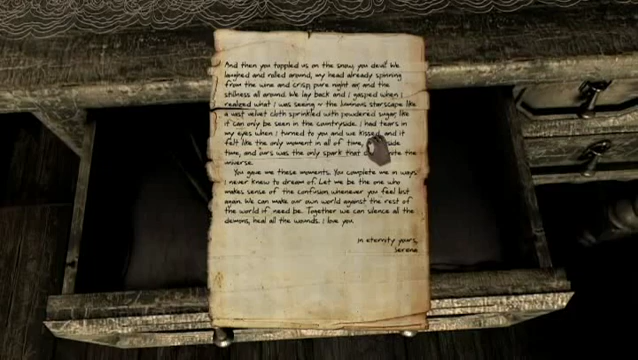 And then you toppled us on the snow, you devil! We
laughed and rolled around, my head already spinning
from the wine and crisp, pure night air, and the
stillness all around. We lay back and I gasped when I
realized what I was seeing ~ the luminous starscape like
a vast velvet cloth sprinkled with powdered sugar, like
it can only be seen in the countryside. I had tears in
my eyes when I turned to you and we kissed, and it
felt like the only moment in all of time,
time, and ours was the only spark that the
universe.
You gave me these moments. You complete me in ways
I never knew to dream of. Let me be the one who
makes sense of the confusion whenever you feel lost
again. We can make our own world against the rest of
the world if need be. Together we can silence all the
demons, heal all the wounds. I love you.
In eternity yours,
Serena